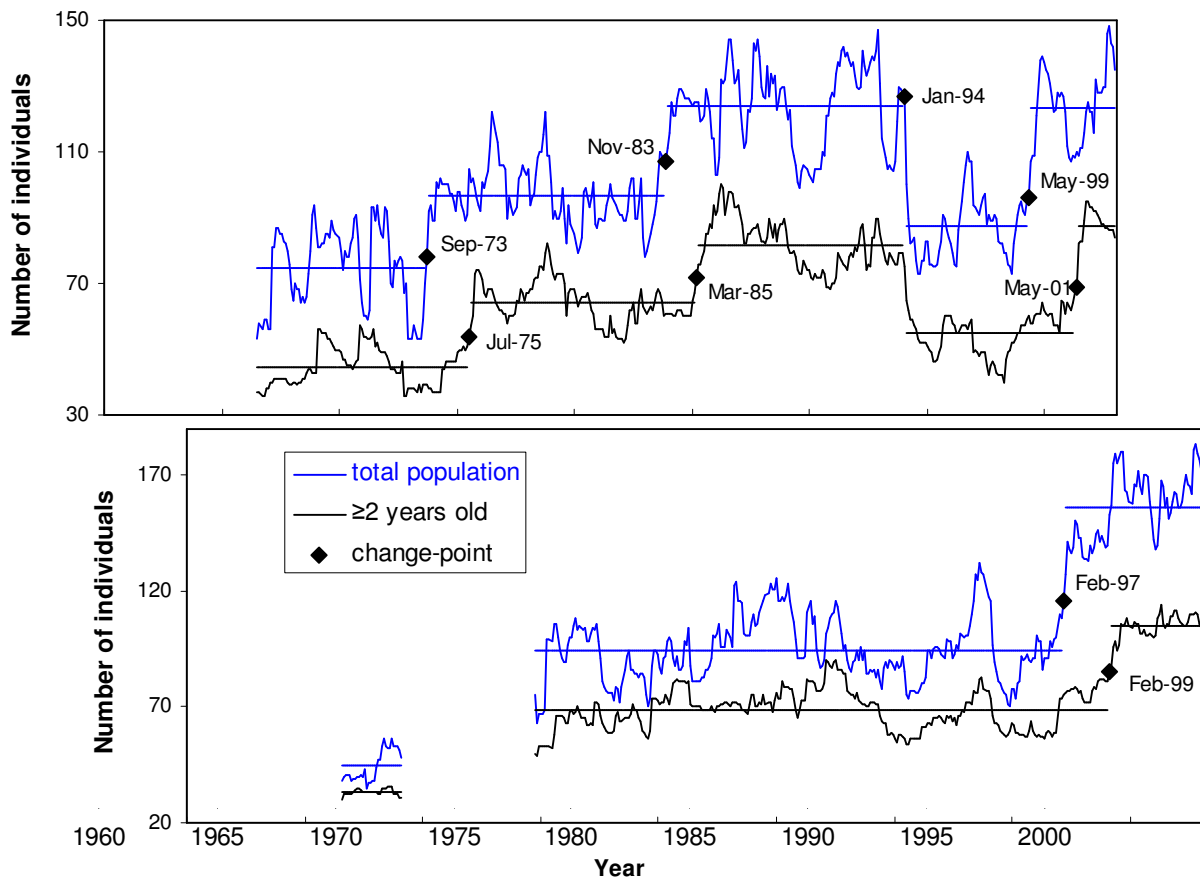 150
110
70
30
Number of individuals
Sep-73
Jul-75
Nov-83
Mar-85
Jan-94
May-99
May-01
170
120
70
20
Number of individuals
total population
≥2 years old
change-point
Feb-97
Feb-99
1960 1965 1970 1975 1980 1985 1990 1995 2000
Year